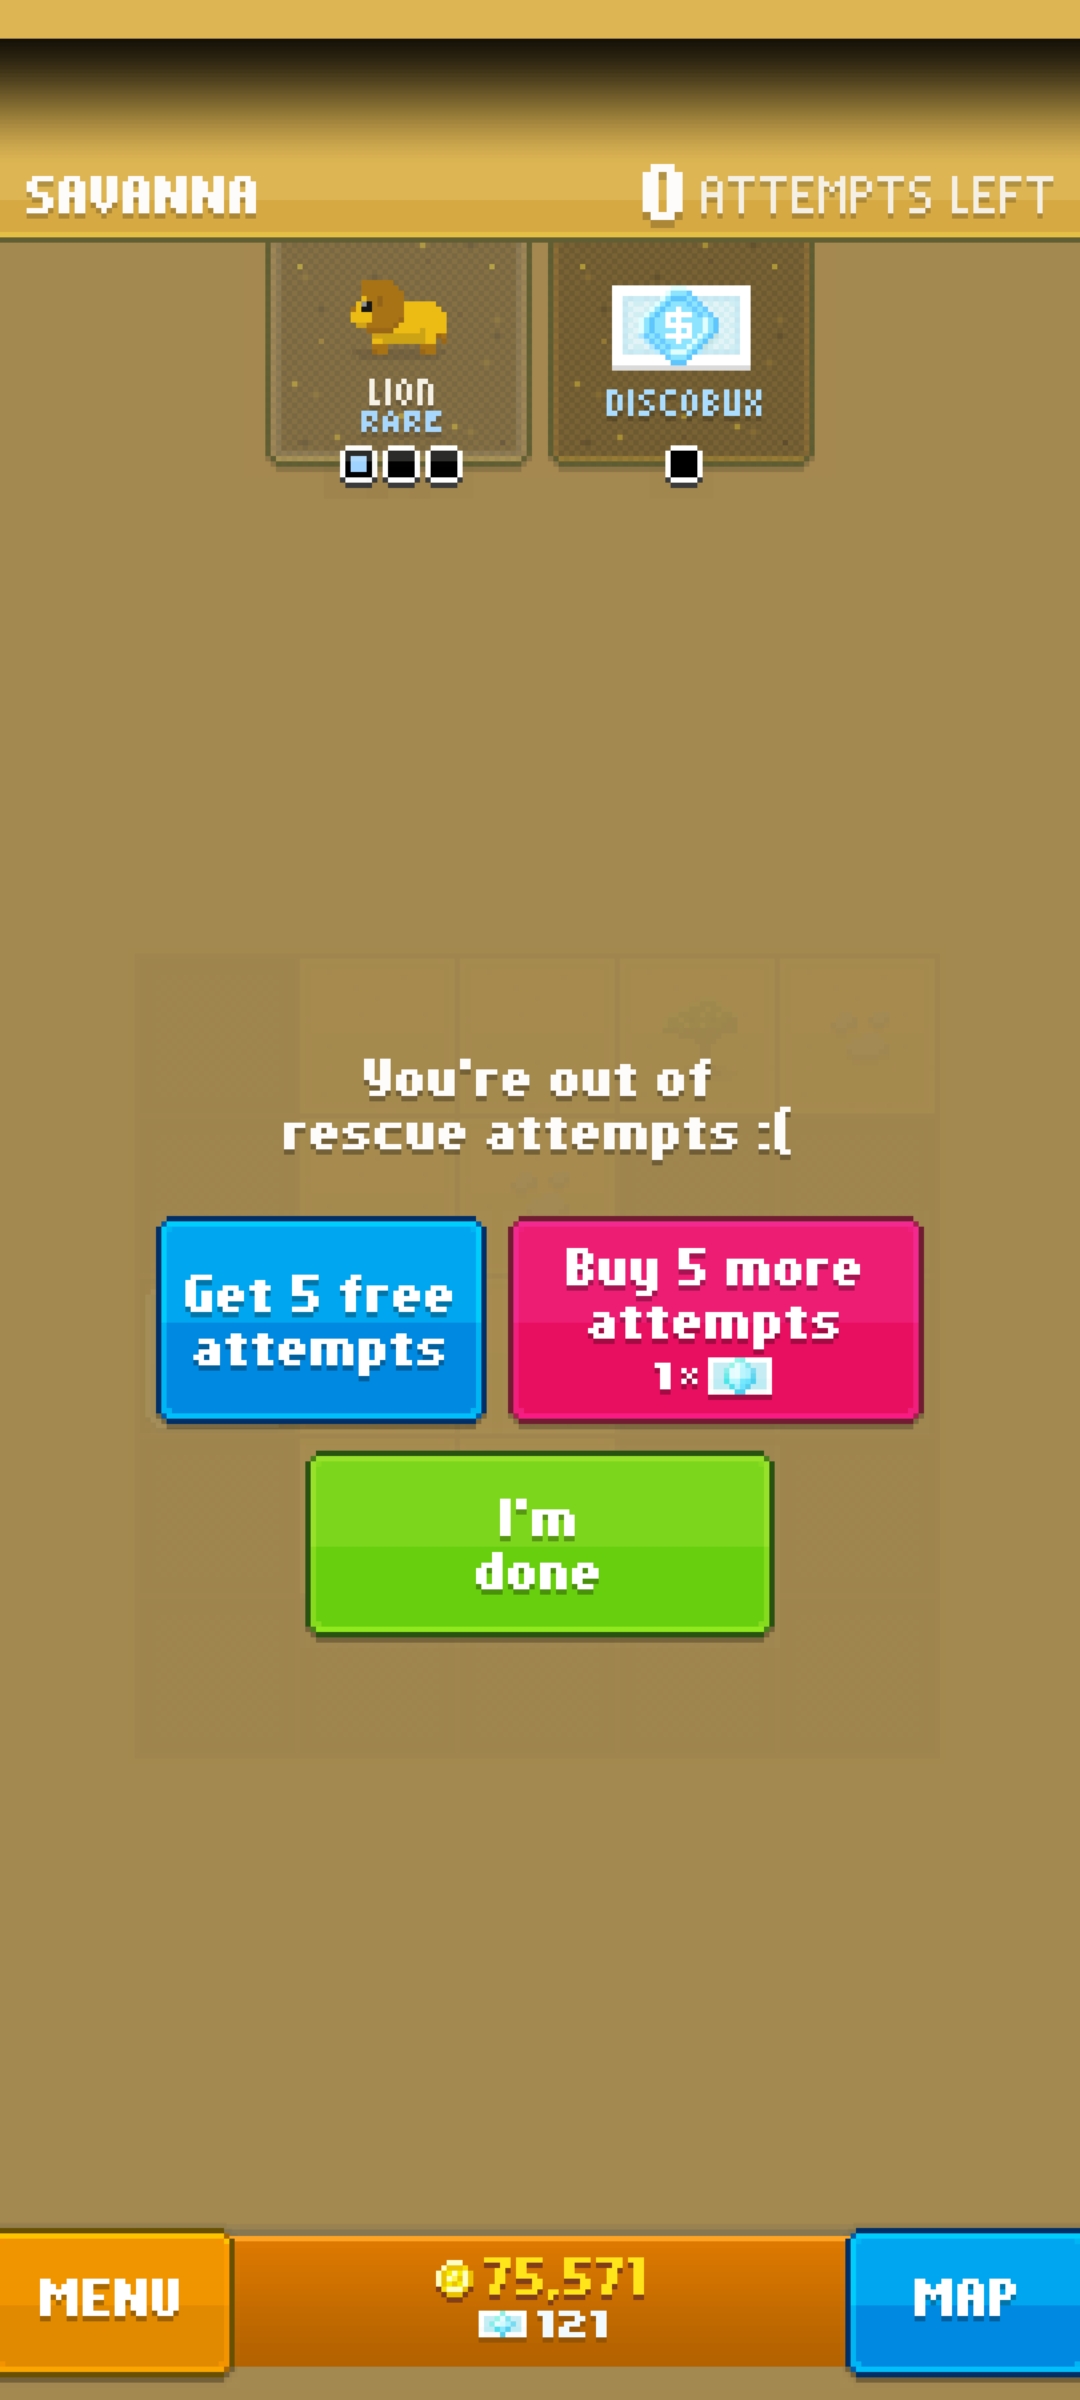 SAVANNA
0 ATTEMPTS LEFT
LION
RARE
$
DISCOBUX
You're out of
rescue attempts :(
Get 5 free
attempts
Buy 5 more
attempts
1×
I'm
done
MENU
75,571
121
MAP